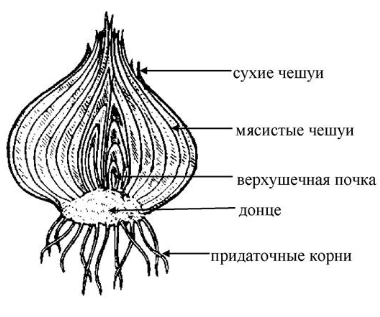 сухие чешуи
мясистые чешуи
верхушечная почка
донце
придаточные корни